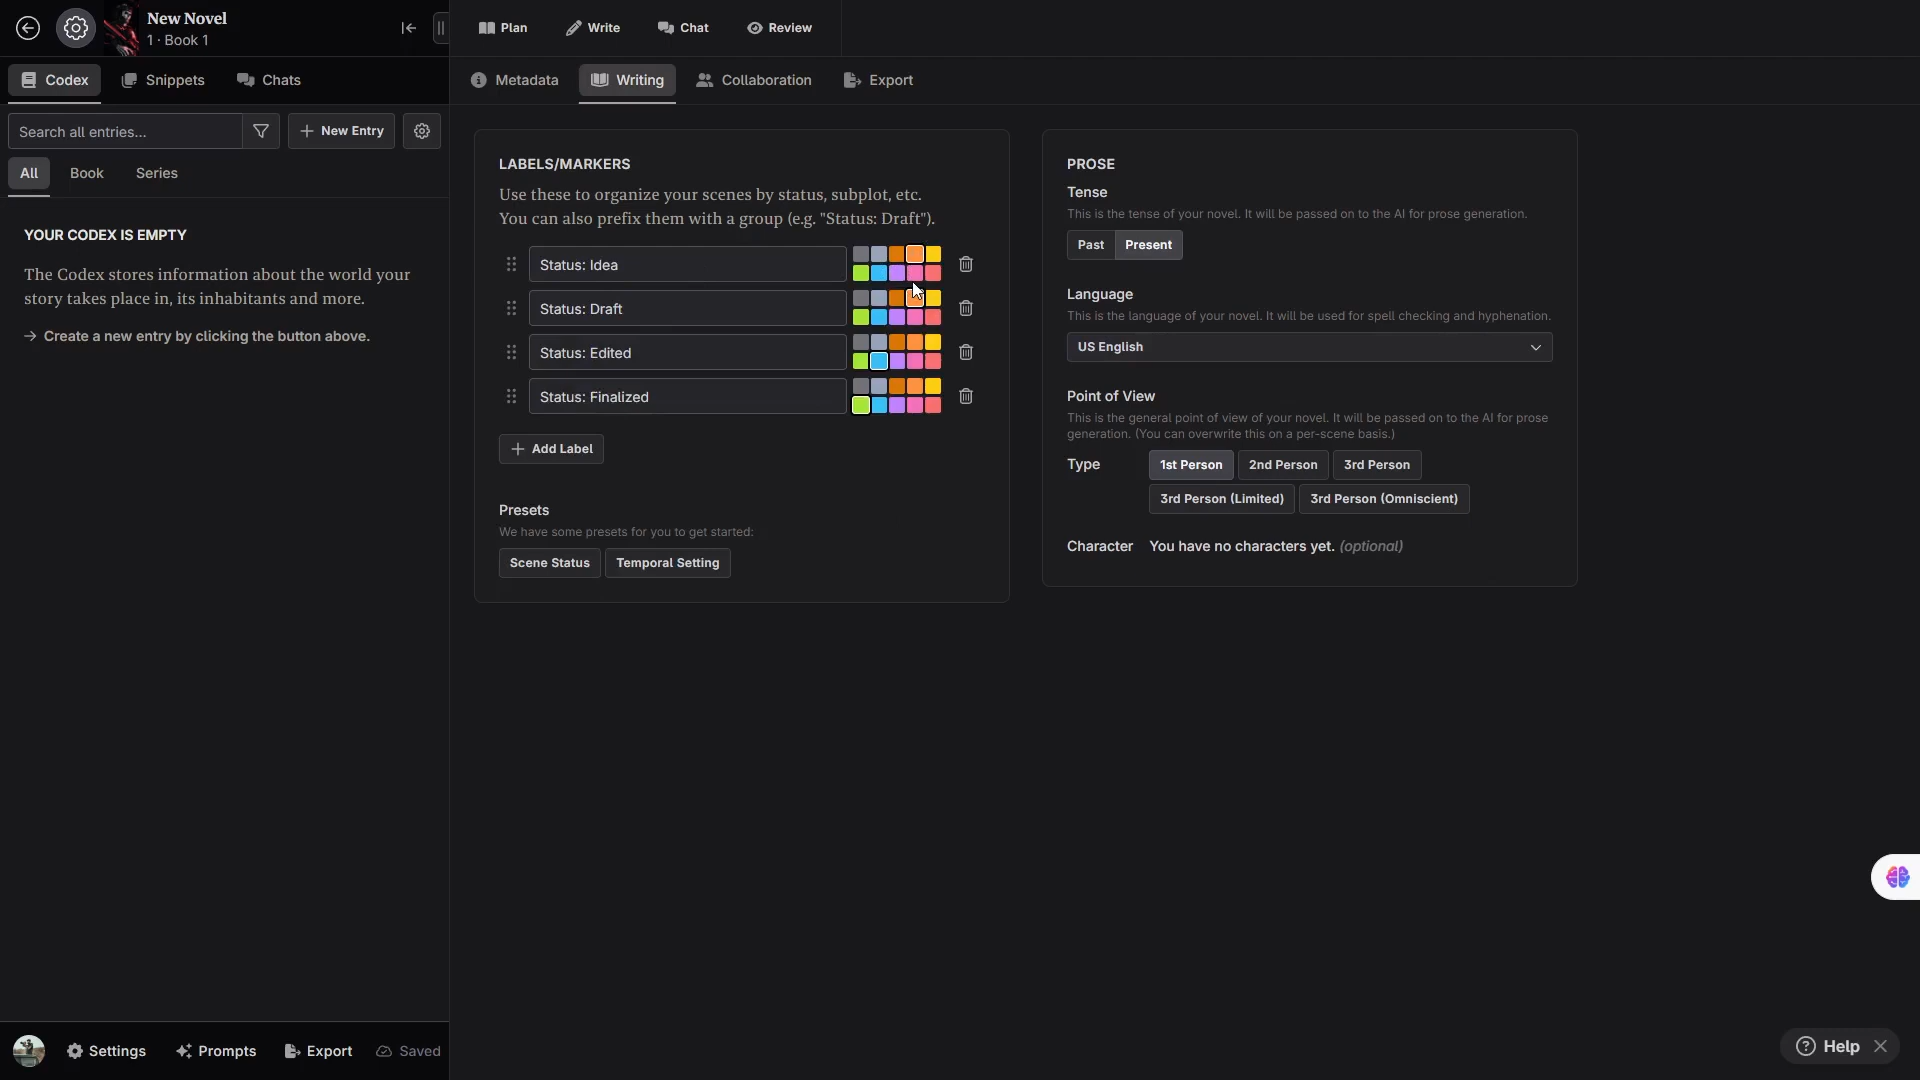 New Novel
1 · Book 1
Plan
Write
Chat
Review
Codex
Snippets
Chats
Metadata
Writing
Collaboration
Export
Search all entries...
New Entry
All
Book
Series
YOUR CODEX IS EMPTY
The Codex stores information about the world your
story takes place in, its inhabitants and more.
→ Create a new entry by clicking the button above.
LABELS/MARKERS
Use these to organize your scenes by status, subplot, etc.
You can also prefix them with a group (e.g. "Status: Draft").
Status: Idea
Status: Draft
Status: Edited
Status: Finalized
+ Add Label
Presets
We have some presets for you to get started:
Scene Status
Temporal Setting
PROSE
Tense
This is the tense of your novel. It will be passed on to the AI for prose generation.
Past
Present
Language
This is the language of your novel. It will be used for spell checking and hyphenation.
US English
Point of View
This is the general point of view of your novel. It will be passed on to the AI for prose
generation. (You can overwrite this on a per-scene basis.)
Type
1st Person
2nd Person
3rd Person
3rd Person (Limited)
3rd Person (Omniscient)
Character
You have no characters yet. (optional)
Settings
Prompts
Export
Saved
Help